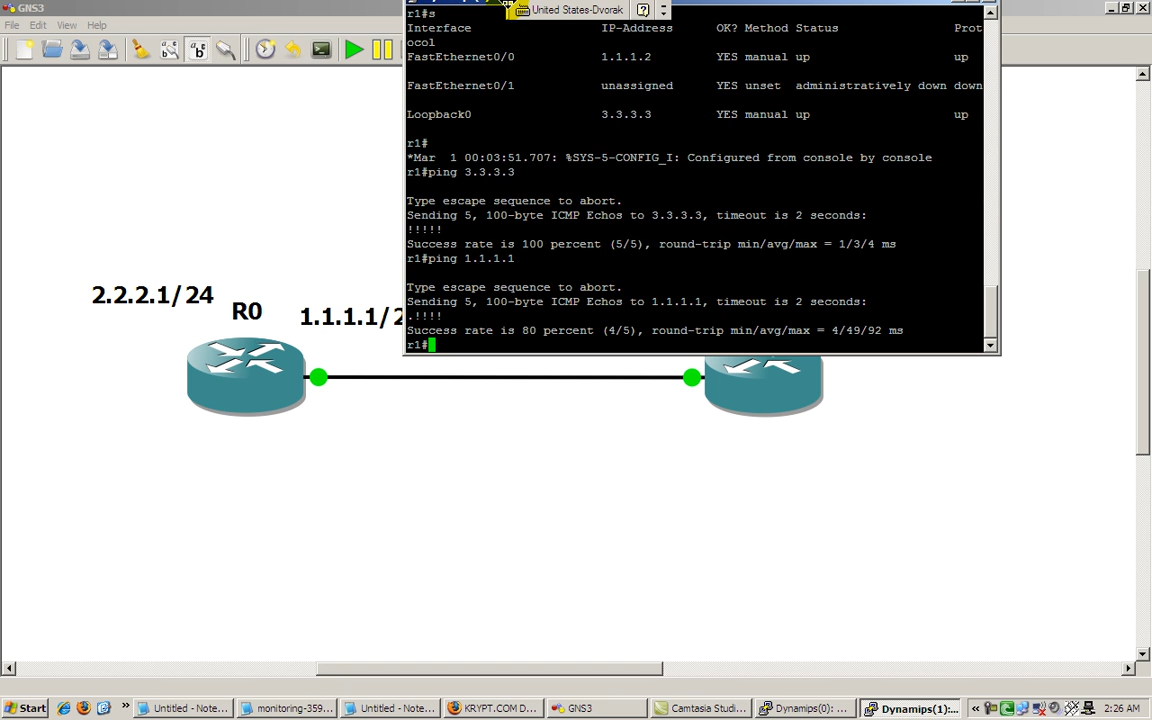 GNS3
File Edit View Help
United States-Dvorak
r1#s
Interface IP-Address OK? Method Status Prot
ocol
FastEthernet0/0 1.1.1.2 YES manual up up
FastEthernet0/1 unassigned YES unset administratively down down
Loopback0 3.3.3.3 YES manual up up
r1#
*Mar 1 00:03:51.707: %SYS-5-CONFIG_I: Configured from console by console
r1#ping 3.3.3.3
Type escape sequence to abort.
Sending 5, 100-byte ICMP Echos to 3.3.3.3, timeout is 2 seconds:
!!!!!
Success rate is 100 percent (5/5), round-trip min/avg/max = 1/3/4 ms
r1#ping 1.1.1.1
Type escape sequence to abort.
Sending 5, 100-byte ICMP Echos to 1.1.1.1, timeout is 2 seconds:
.!!!!
Success rate is 80 percent (4/5), round-trip min/avg/max = 4/49/92 ms
r1#
2.2.2.1/24
R0
1.1.1.1/2
Start
Untitled - Note...
monitoring-359...
Untitled - Note...
KRYPT.COM D...
GNS3
Camtasia Studi...
Dynamips(0): ...
Dynamips(1):...
2:26 AM